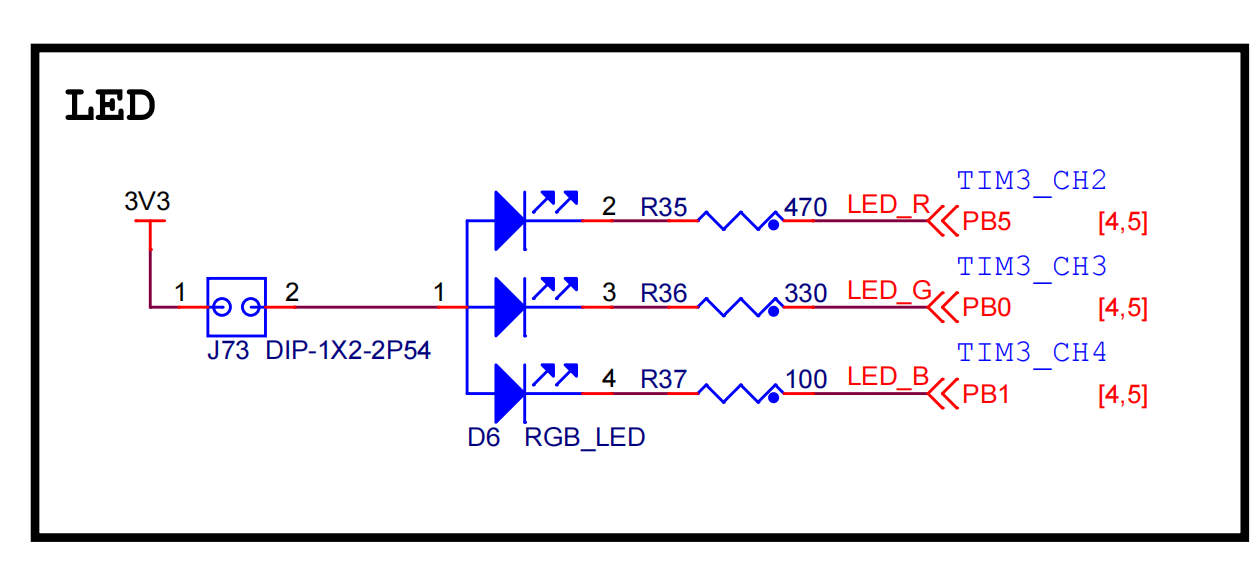 LED
TIM3_CH2
3V3
2 R35 470 LED_R PB5 [4,5]
TIM3_CH3
1 2 1 3 R36 330 LED_G PB0 [4,5]
J73 DIP-1X2-2P54
TIM3_CH4
4 R37 100 LED_B PB1 [4,5]
D6 RGB_LED